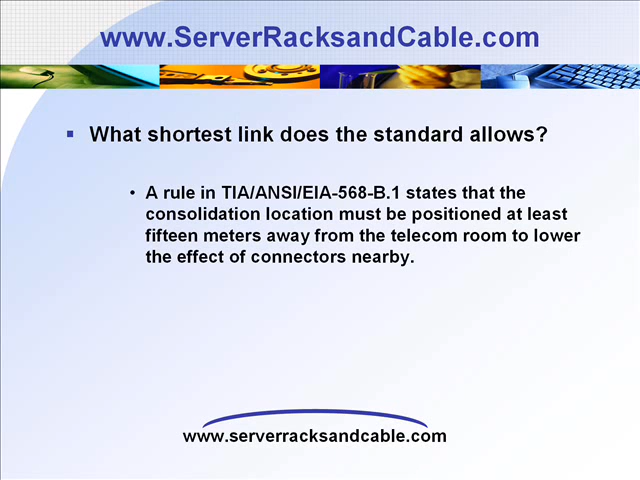 www.ServerRacksandCable.com
What shortest link does the standard allows?
• A rule in TIA/ANSI/EIA-568-B.1 states that the
consolidation location must be positioned at least
fifteen meters away from the telecom room to lower
the effect of connectors nearby.
www.serverracksandcable.com